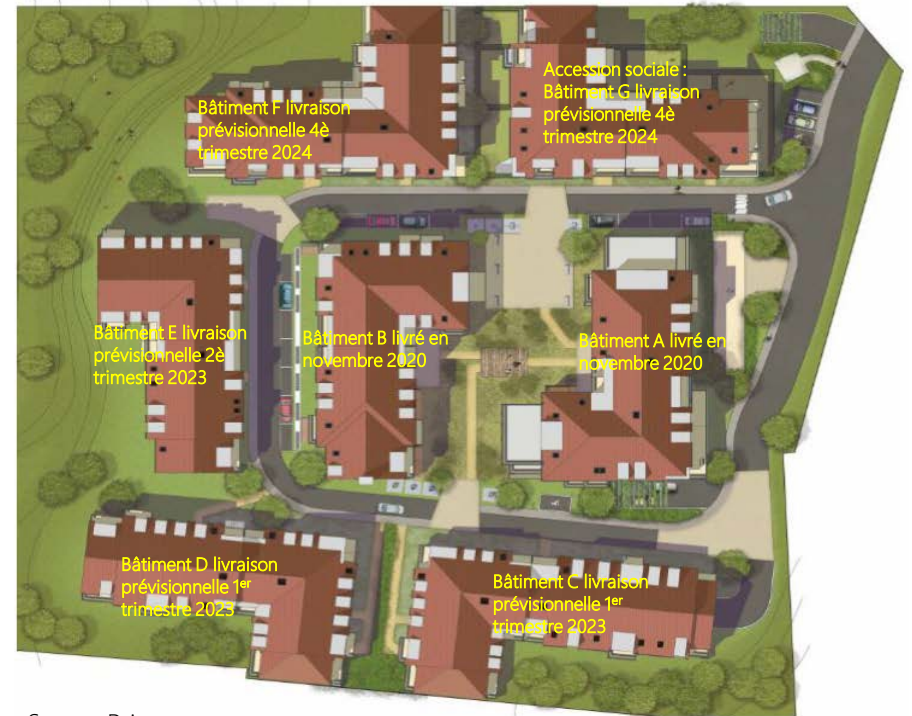 Accession sociale :
Bâtiment G livraison
prévisionnelle 4è
trimestre 2024
Bâtiment F livraison
prévisionnelle 4è
trimestre 2024
Bâtiment E livraison
prévisionnelle 2è
trimestre 2023
Bâtiment B livré en
novembre 2020
Bâtiment A livré en
novembre 2020
Bâtiment D livraison
prévisionnelle 1er
trimestre 2023
Bâtiment C livraison
prévisionnelle 1er
trimestre 2023